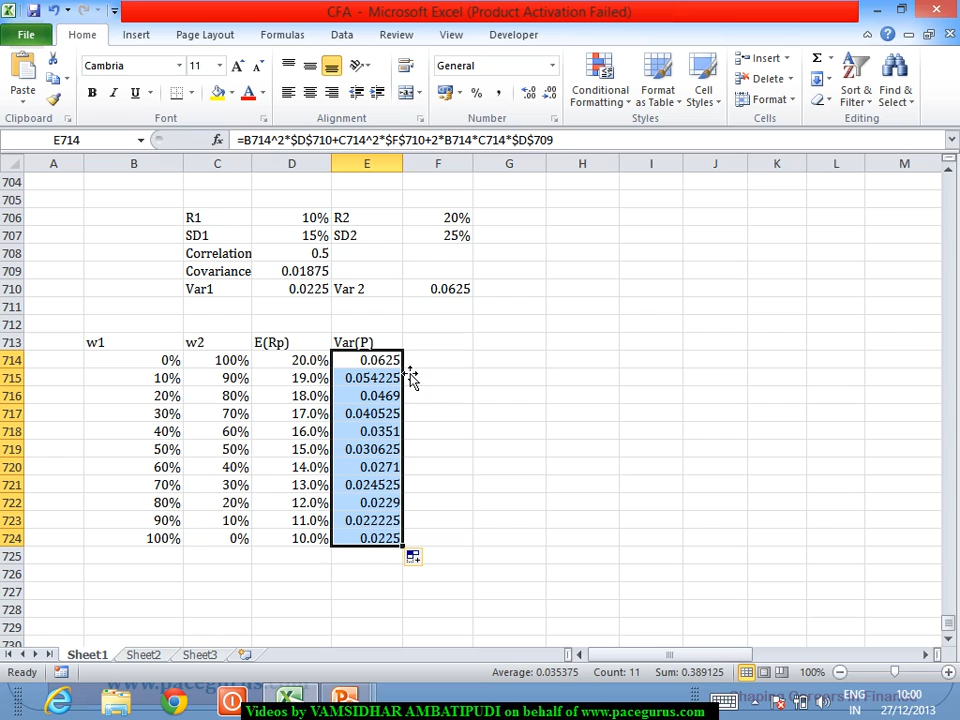 CFA - Microsoft Excel (Product Activation Failed)
File Home Insert Page Layout Formulas Data Review View Developer
Cambria 11 General Insert
Paste B I U Conditional Formatting Format as Table Cell Styles Delete Format Sort & Filter Find & Select
Clipboard Font Alignment Number Styles Cells Editing
E714 fx =B714^2*$D$710+C714^2*$F$710+2*B714*C714*$D$709
A B C D E F G H I J K L M
704
705
706 R1 10% R2 20%
707 SD1 15% SD2 25%
708 Correlation 0.5
709 Covariance 0.01875
710 Var1 0.0225 Var 2 0.0625
711
712
713 w1 w2 E(Rp) Var(P)
714 0% 100% 20.0% 0.0625
715 10% 90% 19.0% 0.054225
716 20% 80% 18.0% 0.0469
717 30% 70% 17.0% 0.040525
718 40% 60% 16.0% 0.0351
719 50% 50% 15.0% 0.030625
720 60% 40% 14.0% 0.0271
721 70% 30% 13.0% 0.024525
722 80% 20% 12.0% 0.0229
723 90% 10% 11.0% 0.022225
724 100% 0% 10.0% 0.0225
725
726
727
728
729
730
Sheet1 Sheet2 Sheet3
Ready Average: 0.035375 Count: 11 Sum: 0.389125 100%
www.pacegurus.com Shaping Careers in Finance
ENG 10:00
IN 27/12/2013
Videos by VAMSIDHAR AMBATIPUDI on behalf of www.pacegurus.com